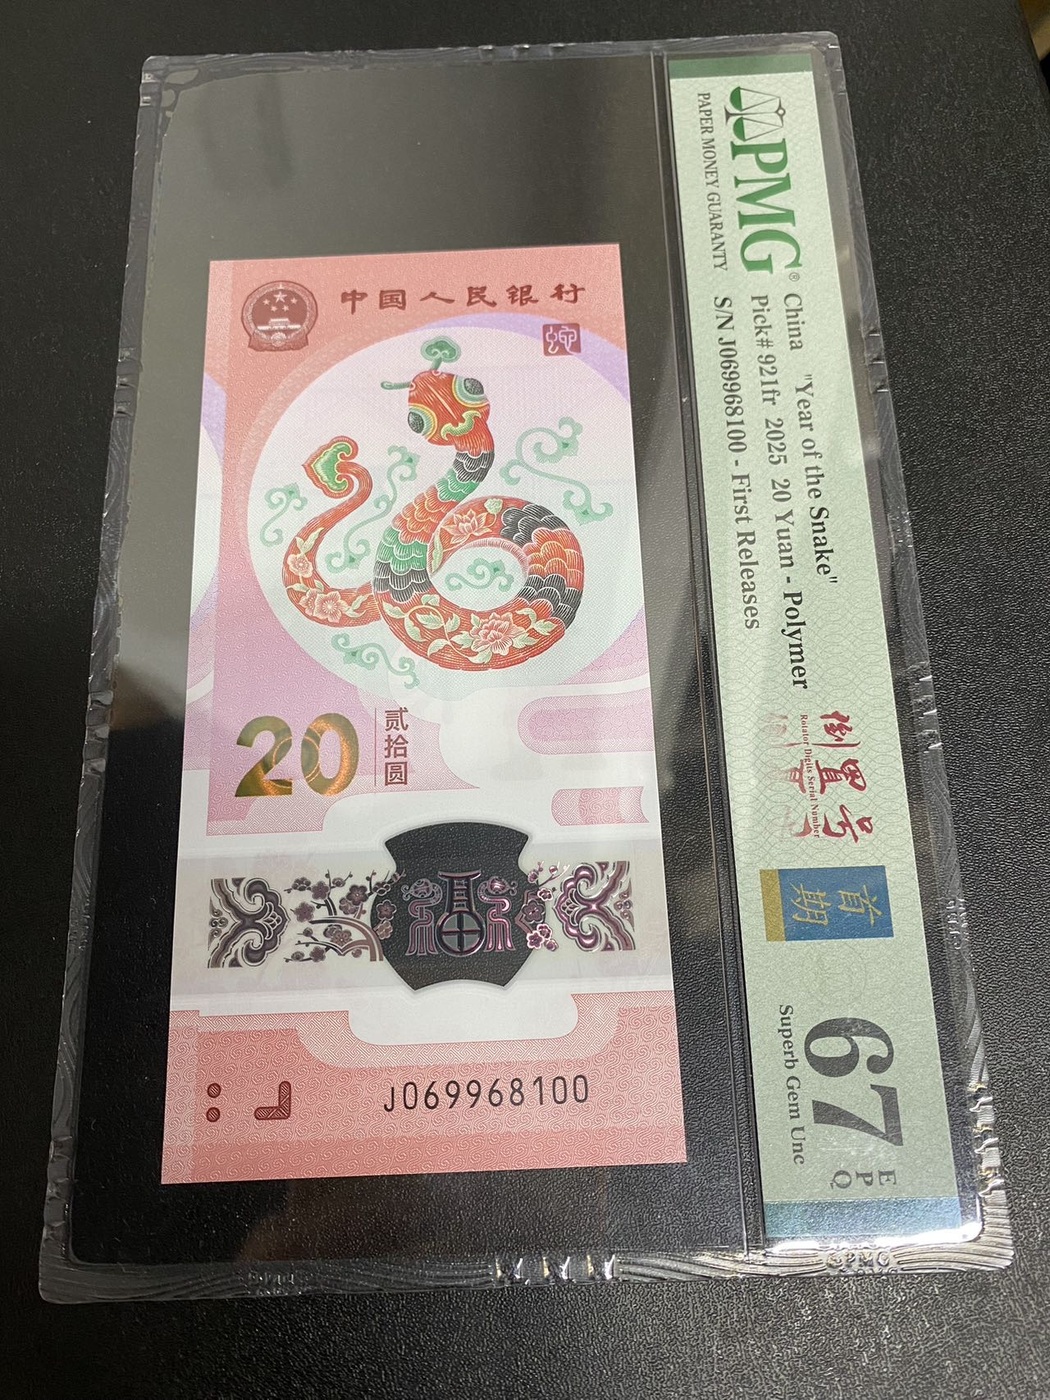 中国人民银行
蛇
20
贰拾圆
福
J069968100
PMG®
PAPER MONEY GUARANTY
China "Year of the Snake"
Pick# 921fr 2025 20 Yuan - Polymer
S/N J069968100 - First Releases
倒置号
Rotator Digits Serial Number
首期
67
EPQ
Superb Gem Unc
PMG